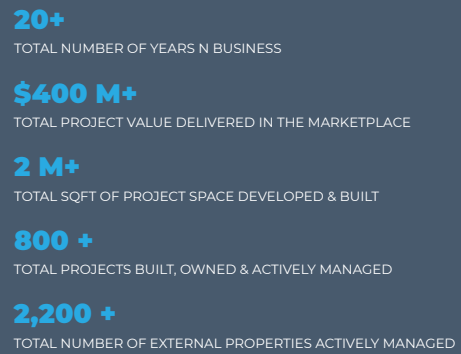 20+
TOTAL NUMBER OF YEARS N BUSINESS
$400 M+
TOTAL PROJECT VALUE DELIVERED IN THE MARKETPLACE
2 M+
TOTAL SQFT OF PROJECT SPACE DEVELOPED & BUILT
800 +
TOTAL PROJECTS BUILT, OWNED & ACTIVELY MANAGED
2,200 +
TOTAL NUMBER OF EXTERNAL PROPERTIES ACTIVELY MANAGED